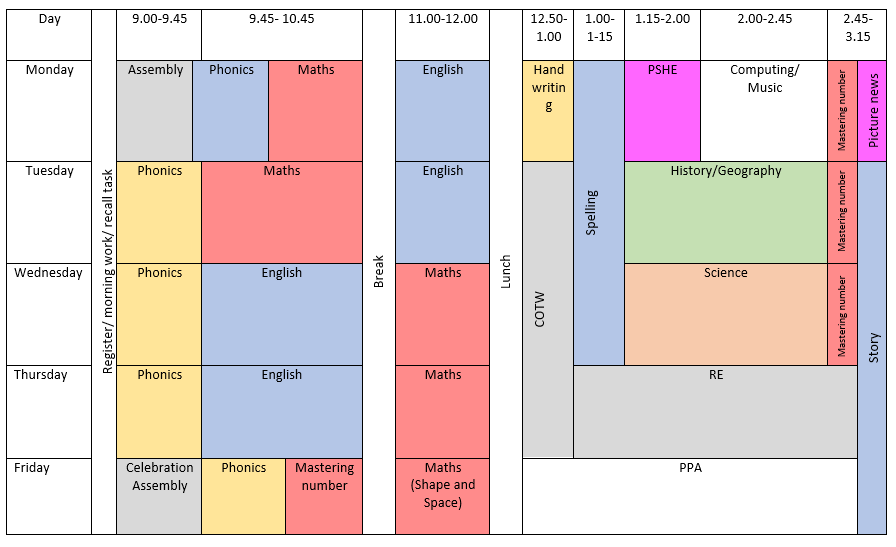 Day
9.00-9.45
9.45- 10.45
11.00-12.00
12.50-
1.00
1.00-
1-15
1.15-2.00
2.00-2.45
2.45-
3.15
Register/ morning work/ recall task
Break
Lunch
Monday
Assembly
Phonics
Maths
English
Hand
writin
g
Spelling
PSHE
Computing/
Music
Mastering number
Picture news
Tuesday
Phonics
Maths
English
COTW
History/Geography
Mastering number
Story
Wednesday
Phonics
English
Maths
Science
Mastering number
Thursday
Phonics
English
Maths
RE
Friday
Celebration
Assembly
Phonics
Mastering
number
Maths
(Shape and
Space)
PPA